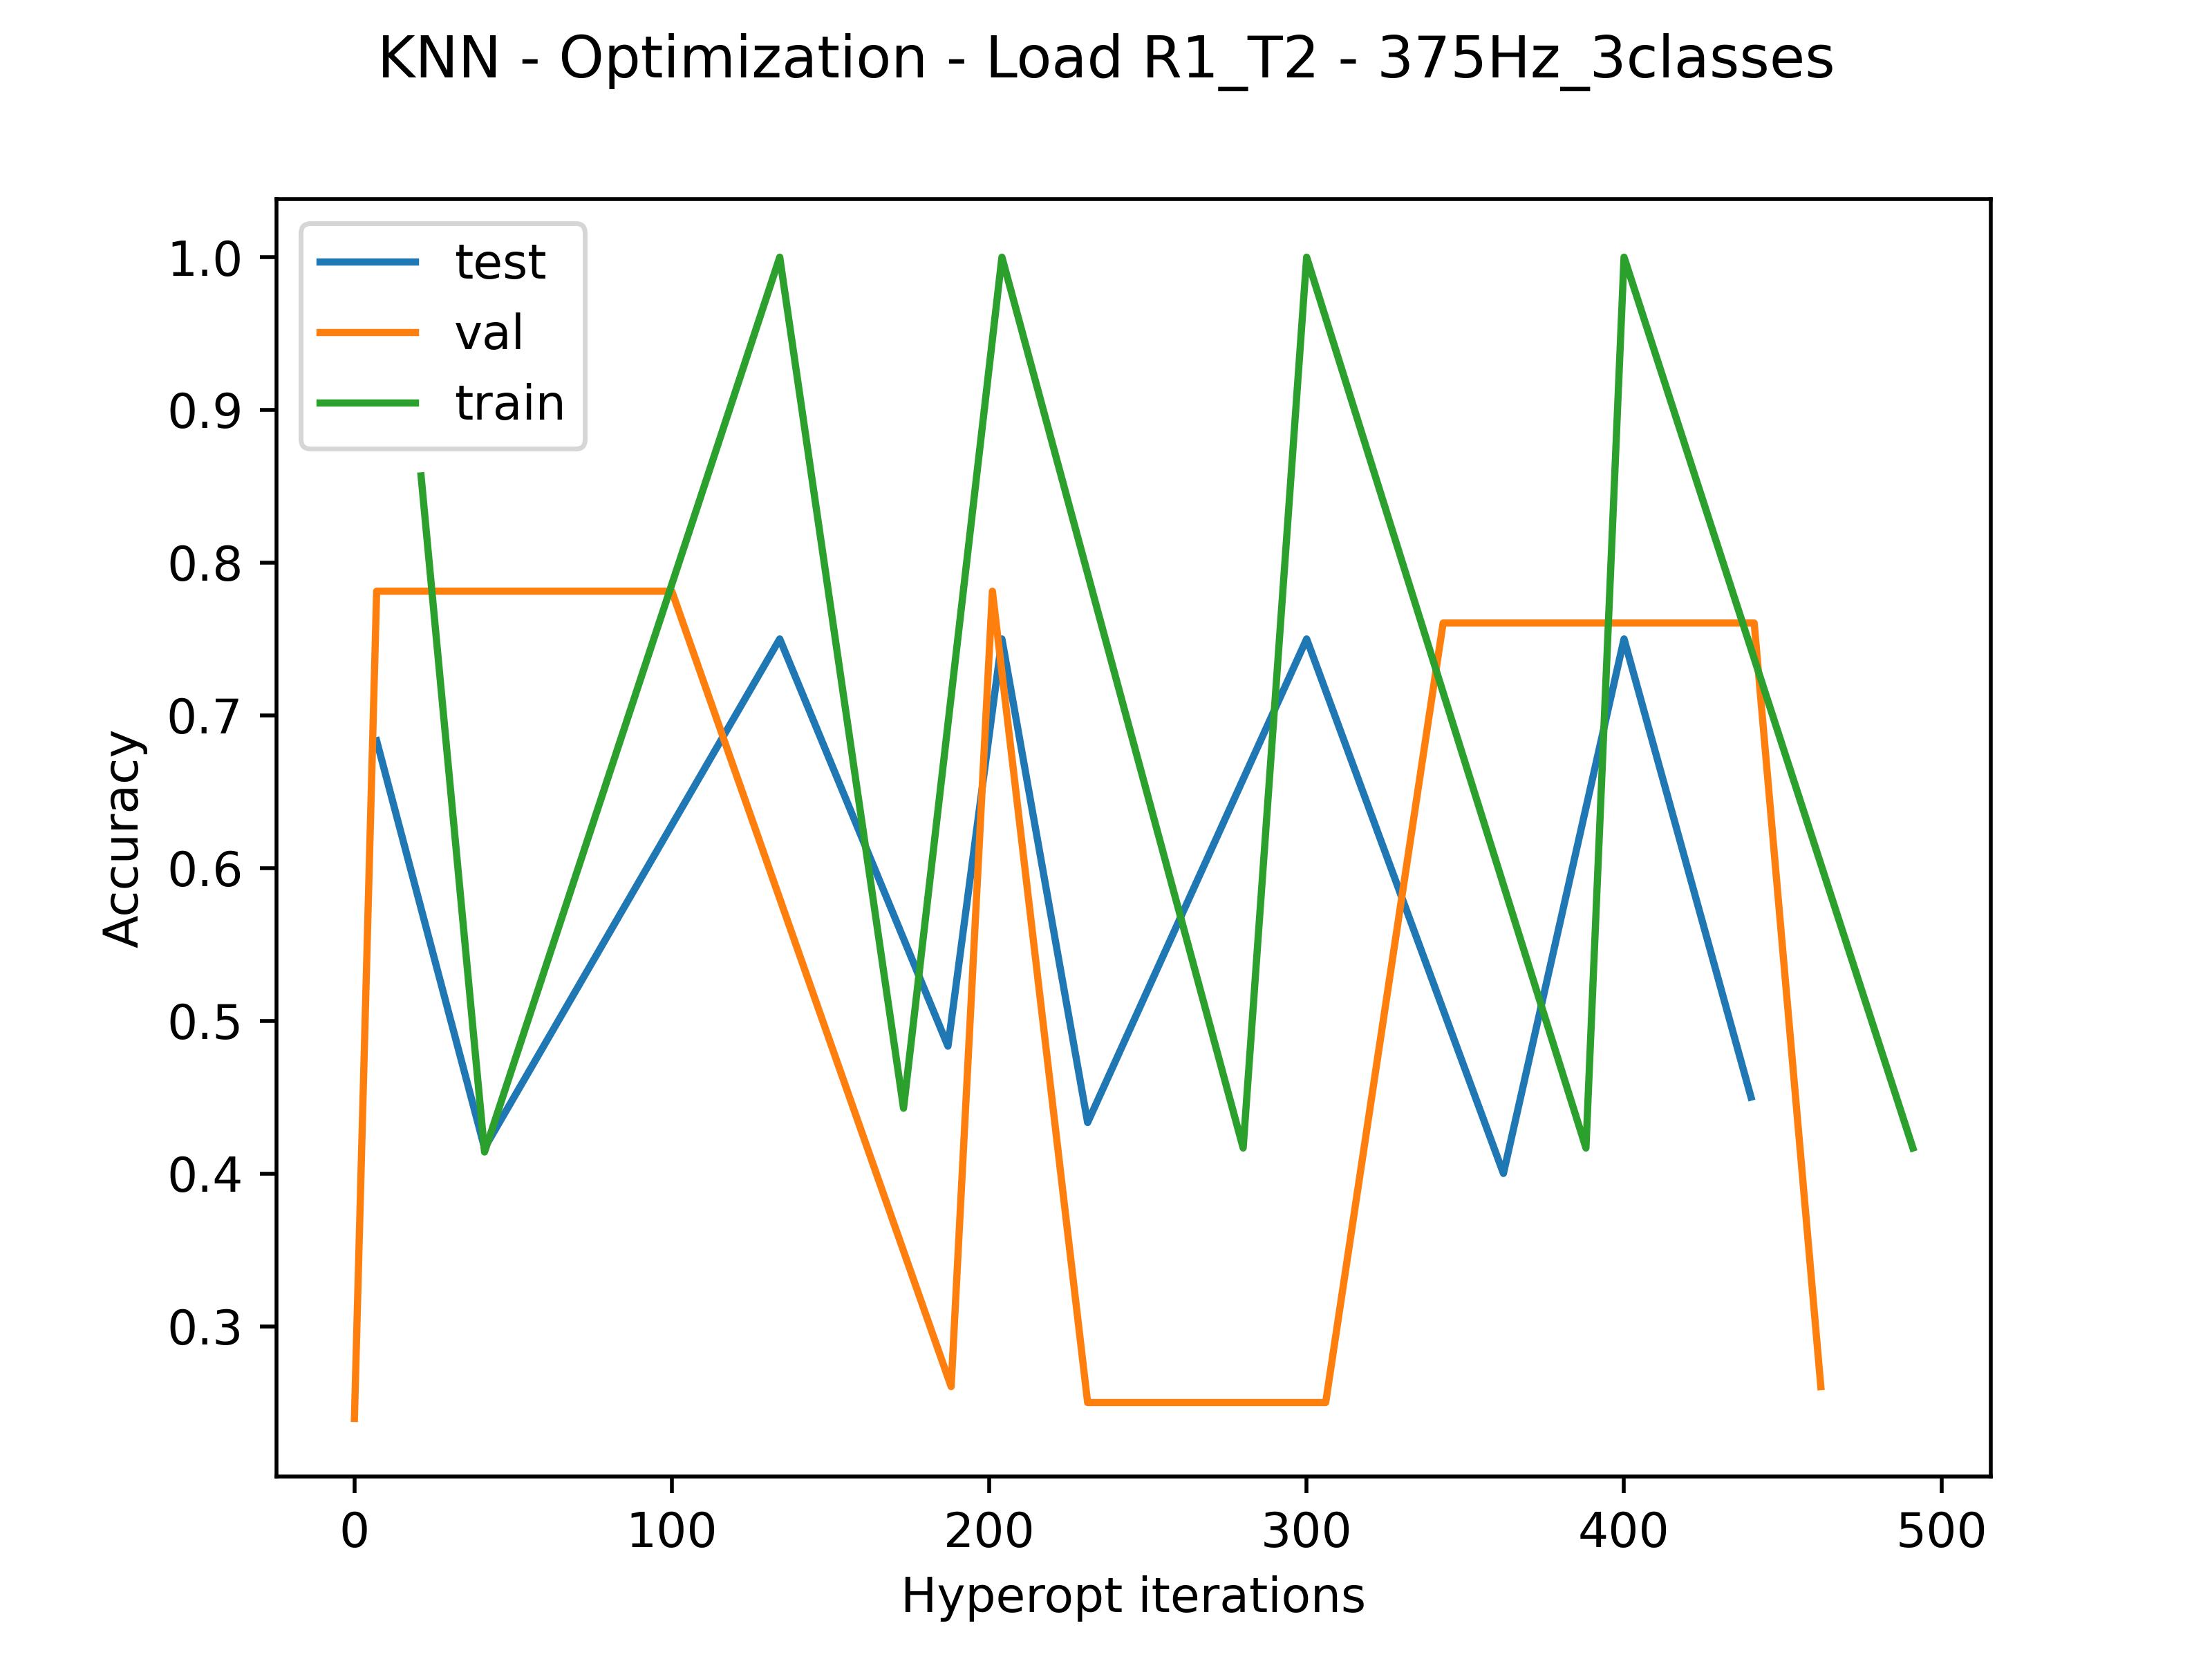 KNN - Optimization - Load R1_T2 - 375Hz_3classes
test
val
train
1.0
0.9
0.8
0.7
0.6
0.5
0.4
0.3
Accuracy
0 100 200 300 400 500
Hyperopt iterations